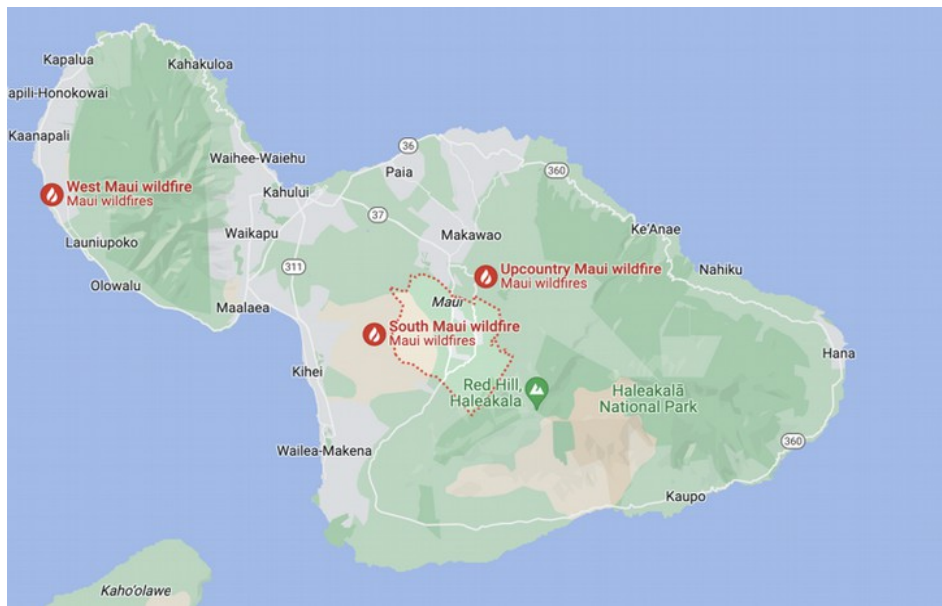 Kapalua
Kahakuloa
apili-Honokowai
Kaanapali
36
Waihee-Waiehu
Paia
360
West Maui wildfire
Maui wildfires
Kahului
37
Launiupoko
Waikapu
Makawao
Ke'Anae
311
Upcountry Maui wildfire
Maui wildfires
Nahiku
Olowalu
Maalaea
Maui
South Maui wildfire
Maui wildfires
Hana
Kihei
Red Hill,
Haleakala
Haleakalā
National Park
Wailea-Makena
360
Kaupo
Kaho'olawe